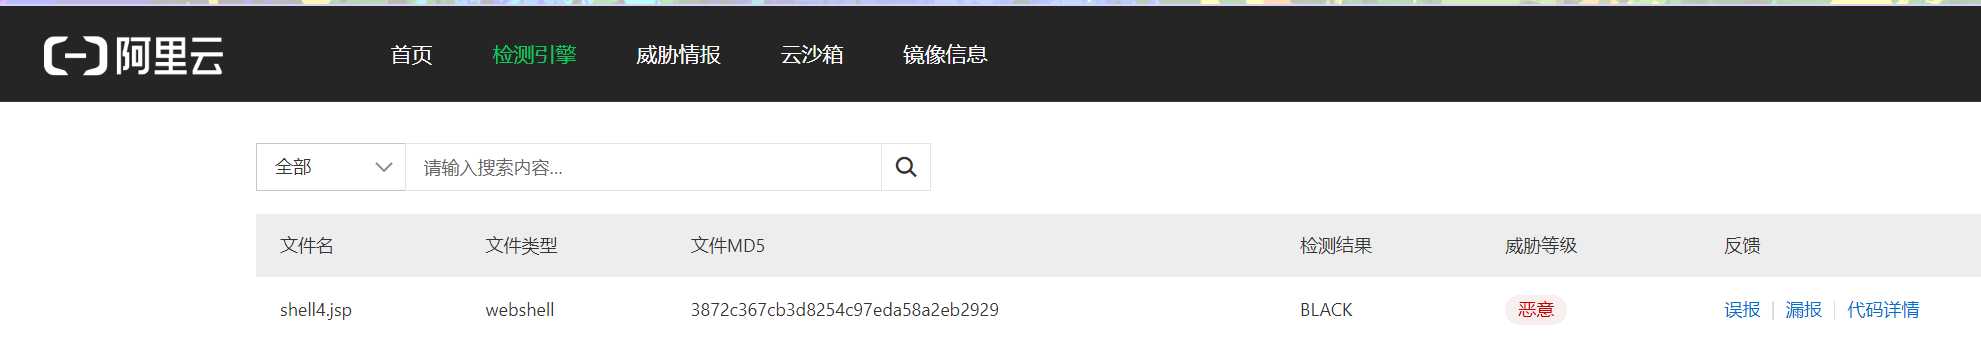 阿里云 首页 检测引擎 威胁情报 云沙箱 镜像信息
全部 请输入搜索内容...
文件名 文件类型 文件MD5 检测结果 威胁等级 反馈
shell4.jsp webshell 3872c367cb3d8254c97eda58a2eb2929 BLACK 恶意 误报 漏报 代码详情